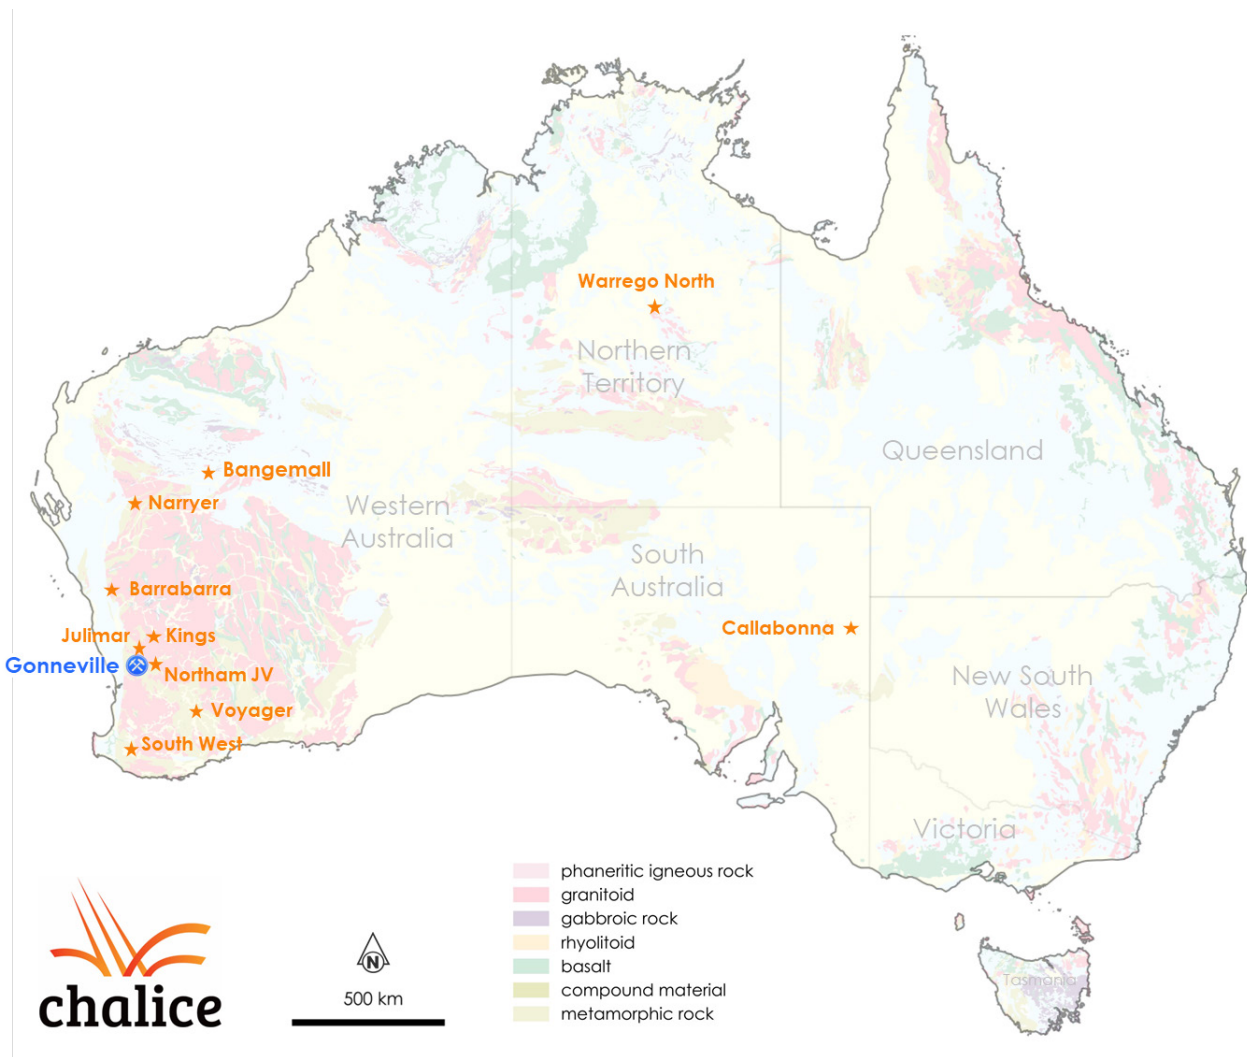 Warrego North
Northern
Territory
Queensland
Bangemall
Narryer
Western
Australia
South
Australia
Barrabarra
Julimar
Kings
Callabonna
Gonneville
Northam JV
New South
Wales
Voyager
South West
Victoria
phaneritic igneous rock
granitoid
gabbroic rock
rhyolitoid
basalt
compound material
metamorphic rock
N
500 km
chalice
Tasmania